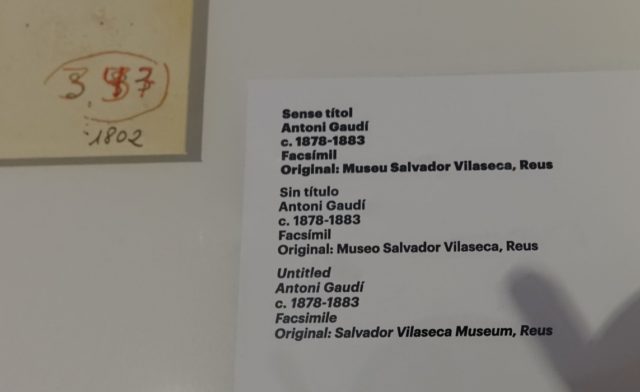 1802
Sense títol
Antoni Gaudí
c. 1878-1883
Facsímil
Original: Museu Salvador Vilaseca, Reus
Sin título
Antoni Gaudí
c. 1878-1883
Facsímil
Original: Museo Salvador Vilaseca, Reus
Untitled
Antoni Gaudí
c. 1878-1883
Facsimile
Original: Salvador Vilaseca Museum, Reus